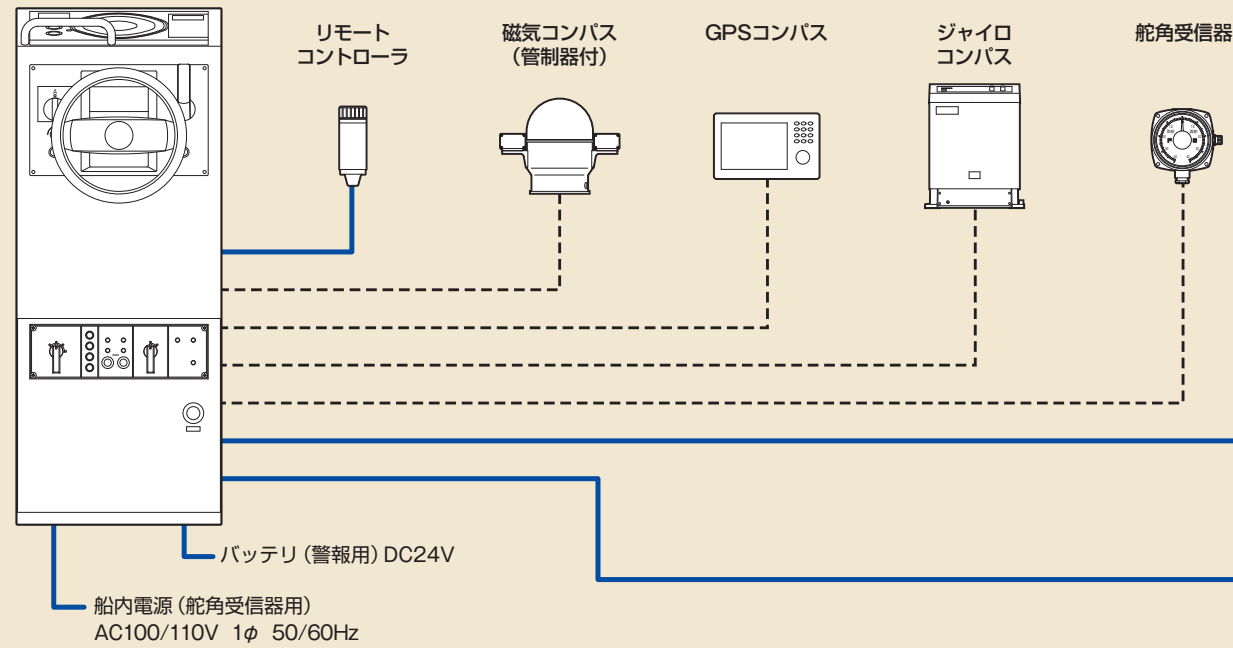 リモート
コントローラ
磁気コンパス
（管制器付）
GPSコンパス
ジャイロ
コンパス
舵角受信器
バッテリ（警報用）DC24V
船内電源（舵角受信器用）
AC100/110V 1φ 50/60Hz